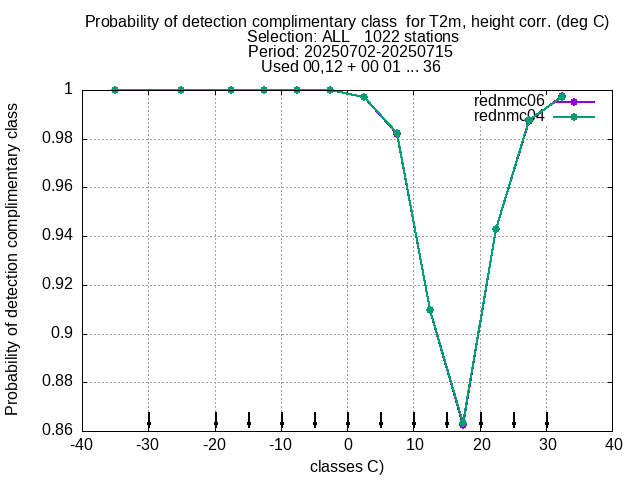 Probability of detection complimentary class  for T2m, height corr. (deg C)
Selection: ALL   1022 stations
Period: 20250702-20250715
Used 00,12 + 00 01 ... 36
rednmc06
rednmc04
Probability of detection complimentary class
1
0.98
0.96
0.94
0.92
0.9
0.88
0.86
-40 -30 -20 -10 0 10 20 30 40
classes C)